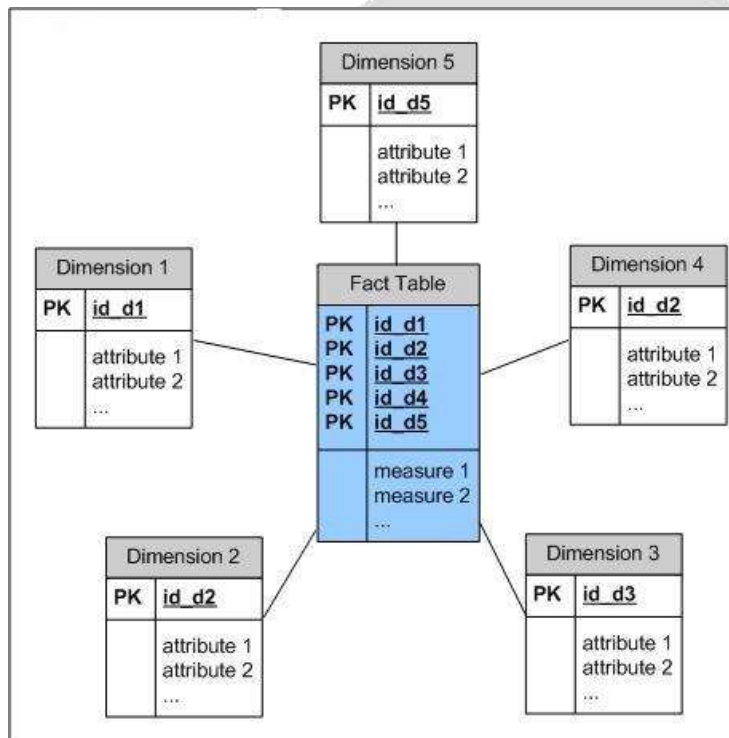 Dimension 5
PK id_d5
attribute 1
attribute 2
...
Dimension 1
PK id_d1
attribute 1
attribute 2
...
Fact Table
PK id_d1
PK id_d2
PK id_d3
PK id_d4
PK id_d5
measure 1
measure 2
...
Dimension 4
PK id_d2
attribute 1
attribute 2
...
Dimension 2
PK id_d2
attribute 1
attribute 2
...
Dimension 3
PK id_d3
attribute 1
attribute 2
...